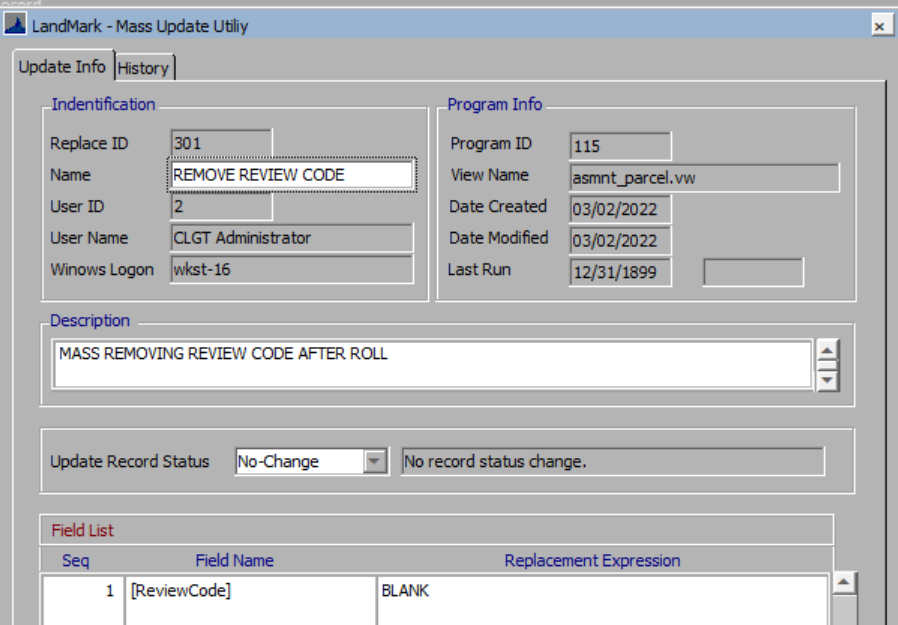 LandMark - Mass Update Utiliy
Update Info History
Indentification
Replace ID 301
Name REMOVE REVIEW CODE
User ID 2
User Name CLGT Administrator
Winows Logon wkst-16
Program Info
Program ID 115
View Name asmnt_parcel.vw
Date Created 03/02/2022
Date Modified 03/02/2022
Last Run 12/31/1899
Description
MASS REMOVING REVIEW CODE AFTER ROLL
Update Record Status No-Change No record status change.
Field List
Seq Field Name Replacement Expression
1 [ReviewCode] BLANK